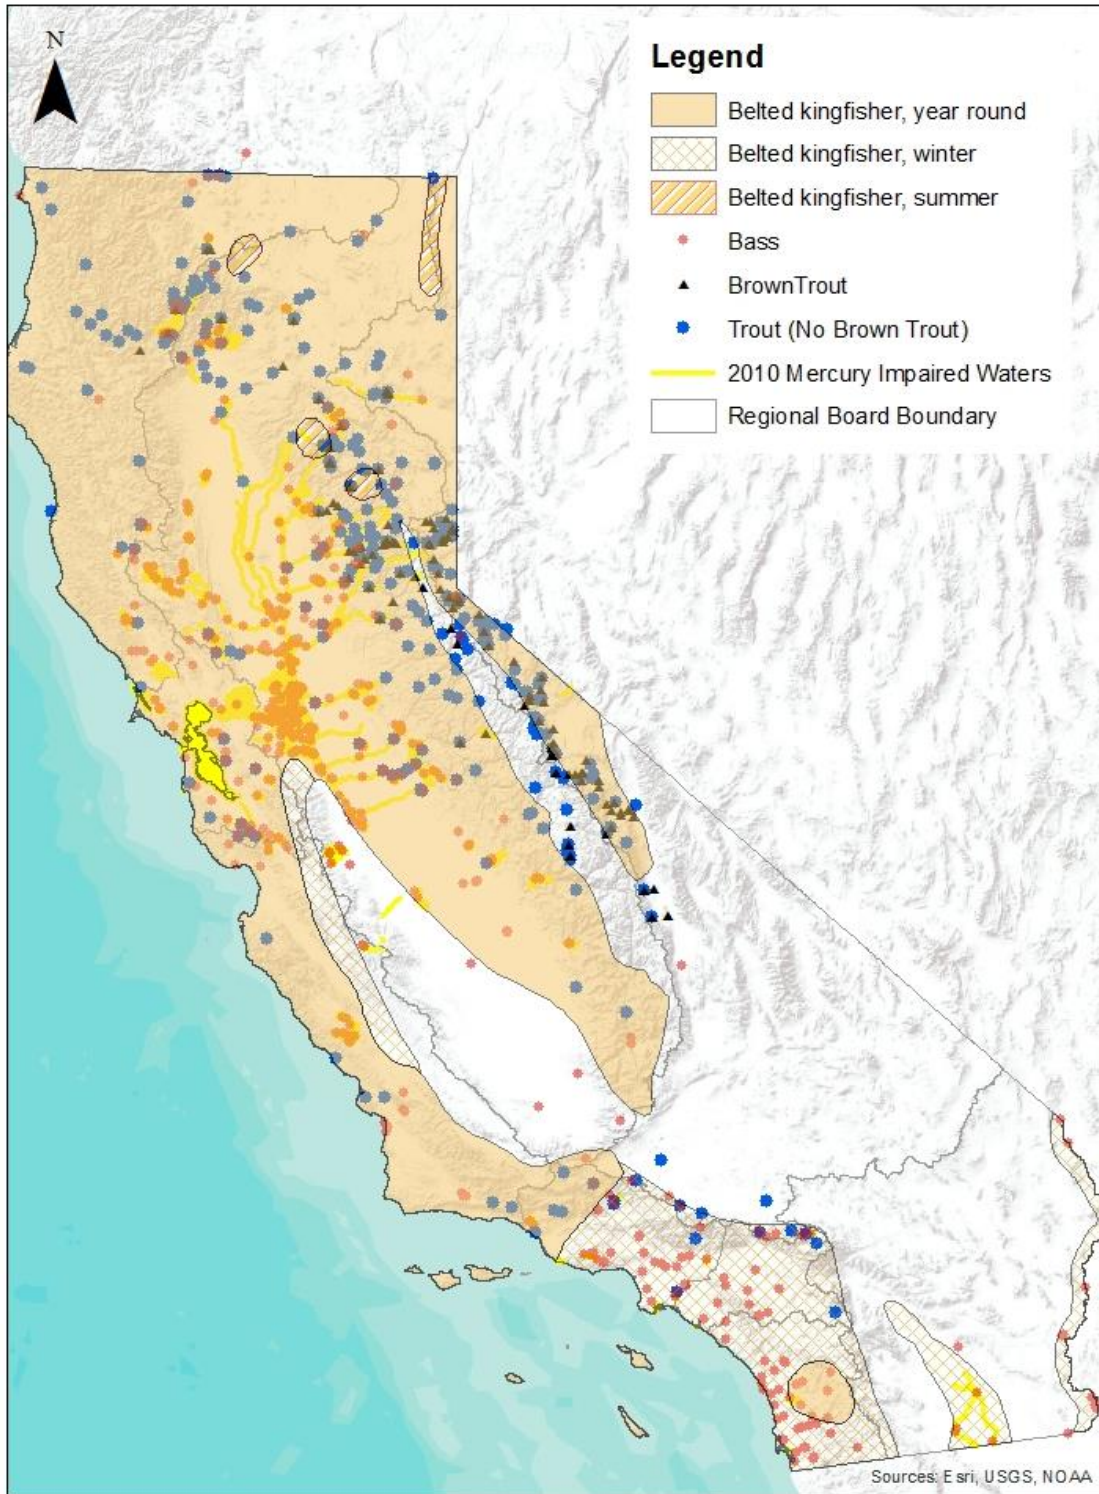 N
Legend
Belted kingfisher, year round
Belted kingfisher, winter
Belted kingfisher, summer
Bass
BrownTrout
Trout (No Brown Trout)
2010 Mercury Impaired Waters
Regional Board Boundary
Sources: Esri, USGS, NOAA